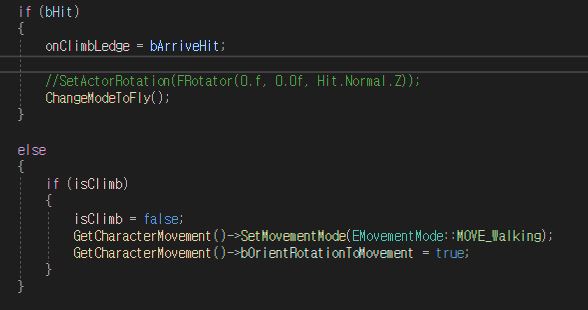 if (bHit)
{
onClimbLedge = bArriveHit;
//SetActorRotation(FRotator(0.f, 0.0f, Hit.Normal.Z));
ChangeModeToFly();
}
else
{
if (isClimb)
{
isClimb = false;
GetCharacterMovement()->SetMovementMode(EMovementMode::MOVE_Walking);
GetCharacterMovement()->bOrientRotationToMovement = true;
}
}